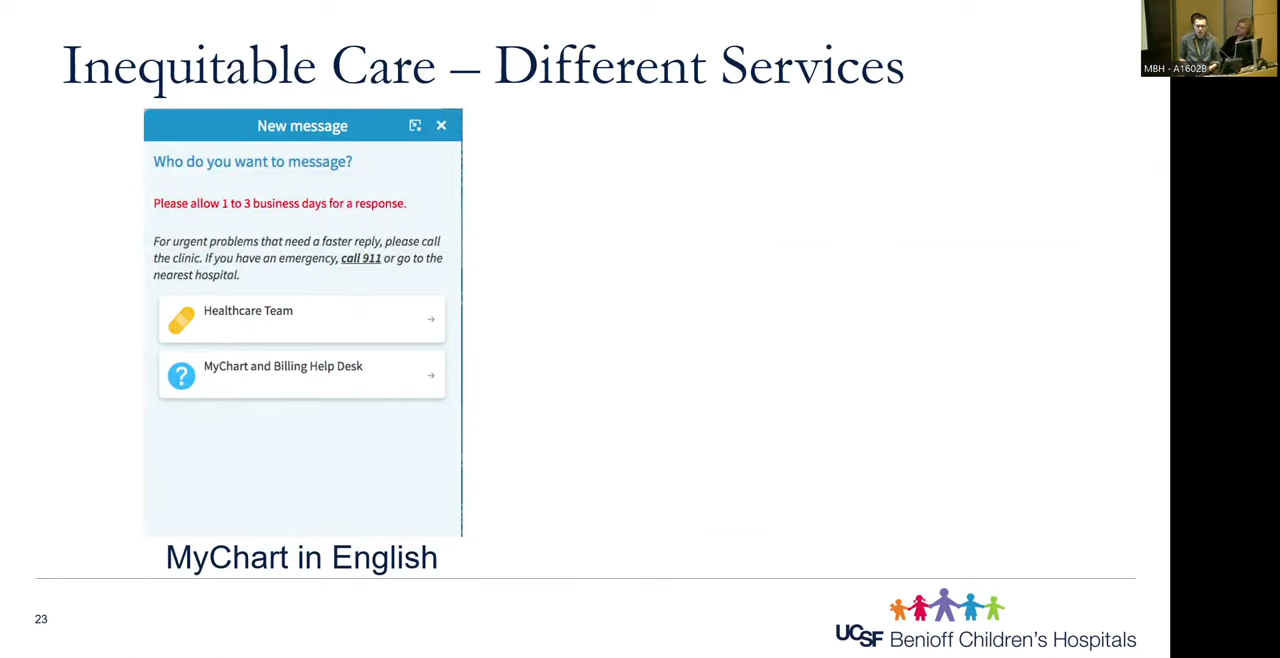 Inequitable Care – Different Services
MBH - A1602B
New message
Who do you want to message?
Please allow 1 to 3 business days for a response.
For urgent problems that need a faster reply, please call
the clinic. If you have an emergency, call 911 or go to the
nearest hospital.
Healthcare Team
?
MyChart and Billing Help Desk
MyChart in English
23
UCSF Benioff Children's Hospitals